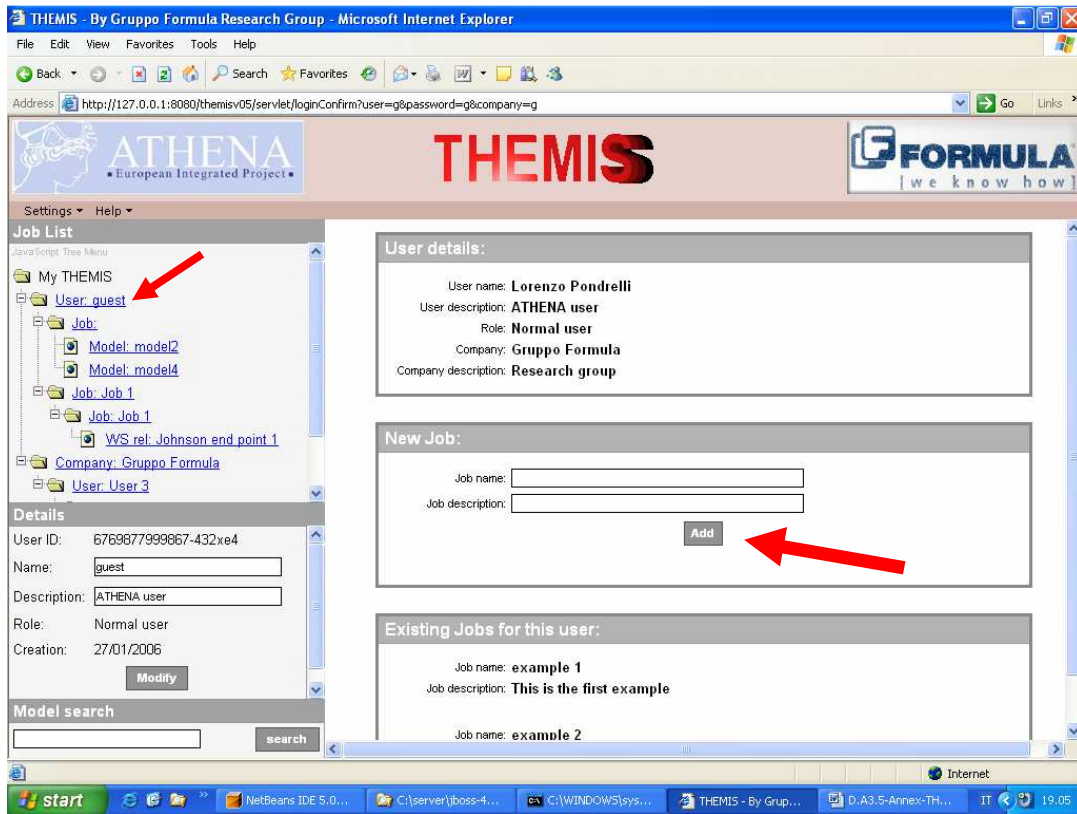 THEMIS - By Gruppo Formula Research Group - Microsoft Internet Explorer
File Edit View Favorites Tools Help
Back Search Favorites
Address http://127.0.0.1:8080/themisv05/servlet/loginConfirm?user=g&password=g&company=g Go Links
ATHENA
• European Integrated Project •
THEMIS
FORMULA
[we know how]
Settings Help
Job List
JavaScript Tree Menu
My THEMIS
User: guest
Job:
Model: model2
Model: model4
Job: Job 1
Job: Job 1
WS rel: Johnson end point 1
Company: Gruppo Formula
User: User 3
Details
User ID: 6769877999867-432xe4
Name: guest
Description: ATHENA user
Role: Normal user
Creation: 27/01/2006
Modify
Model search
search
User details:
User name: Lorenzo Pondrelli
User description: ATHENA user
Role: Normal user
Company: Gruppo Formula
Company description: Research group
New Job:
Job name:
Job description:
Add
Existing Jobs for this user:
Job name: example 1
Job description: This is the first example
Job name: example 2
Internet
start NetBeans IDE 5.0... C:\server\jboss-4... C:\WINDOWS\sys... THEMIS - By Grup... D.A3.5-Annex-TH... IT 19.05